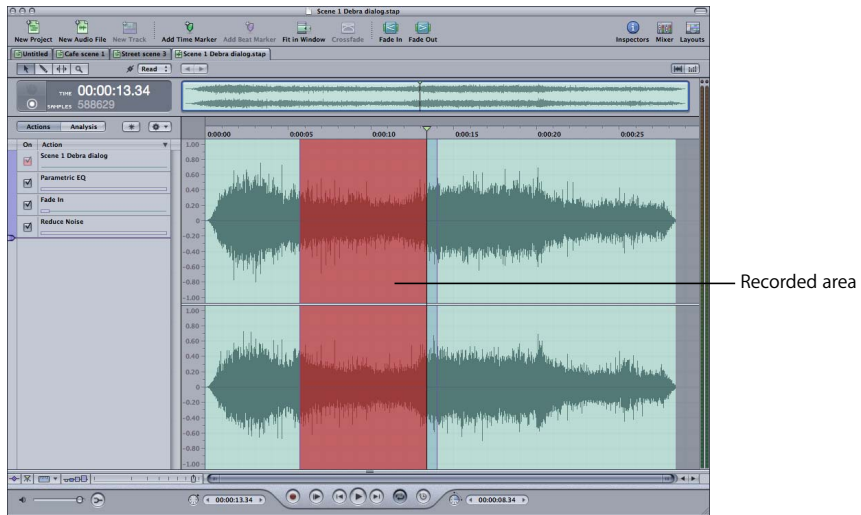 Scene 1 Debra dialog.stap
New Project New Audio File New Track Add Time Marker Add Beat Marker Fit in Window Crossfade Fade In Fade Out Inspectors Mixer Layouts
Untitled Cafe scene 1 Street scene 3 Scene 1 Debra dialog.stap
Read
TIME 00:00:13.34
SAMPLES 588629
Actions Analysis
0:00:00 0:00:05 0:00:10 0:00:15 0:00:20 0:00:25
On Action
Scene 1 Debra dialog
Parametric EQ
Fade In
Reduce Noise
1.00
0.80
0.60
0.40
0.20
0
-0.20
-0.40
-0.60
-0.80
-1.00
1.00
0.80
0.60
0.40
0.20
0
-0.20
-0.40
-0.60
-0.80
-1.00
Recorded area
00:00:13.34 00:00:08.34